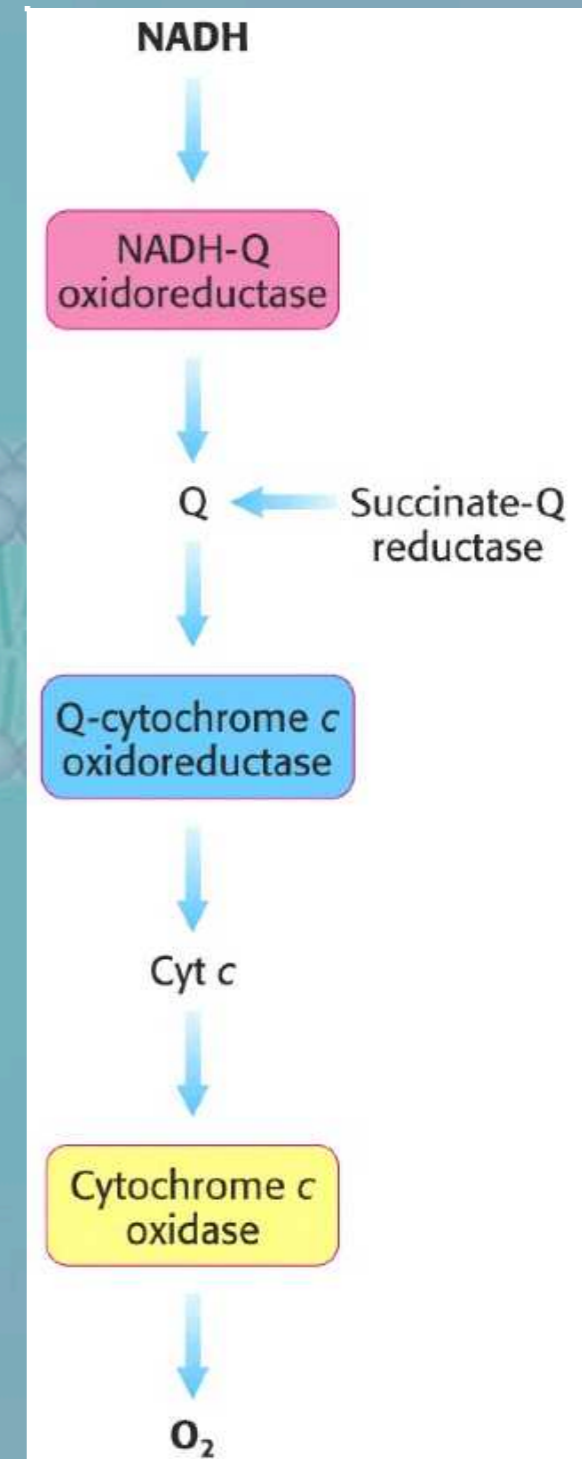 NADH
NADH-Q
oxidoreductase
Q
Succinate-Q
reductase
Q-cytochrome c
oxidoreductase
Cyt c
Cytochrome c
oxidase
O₂